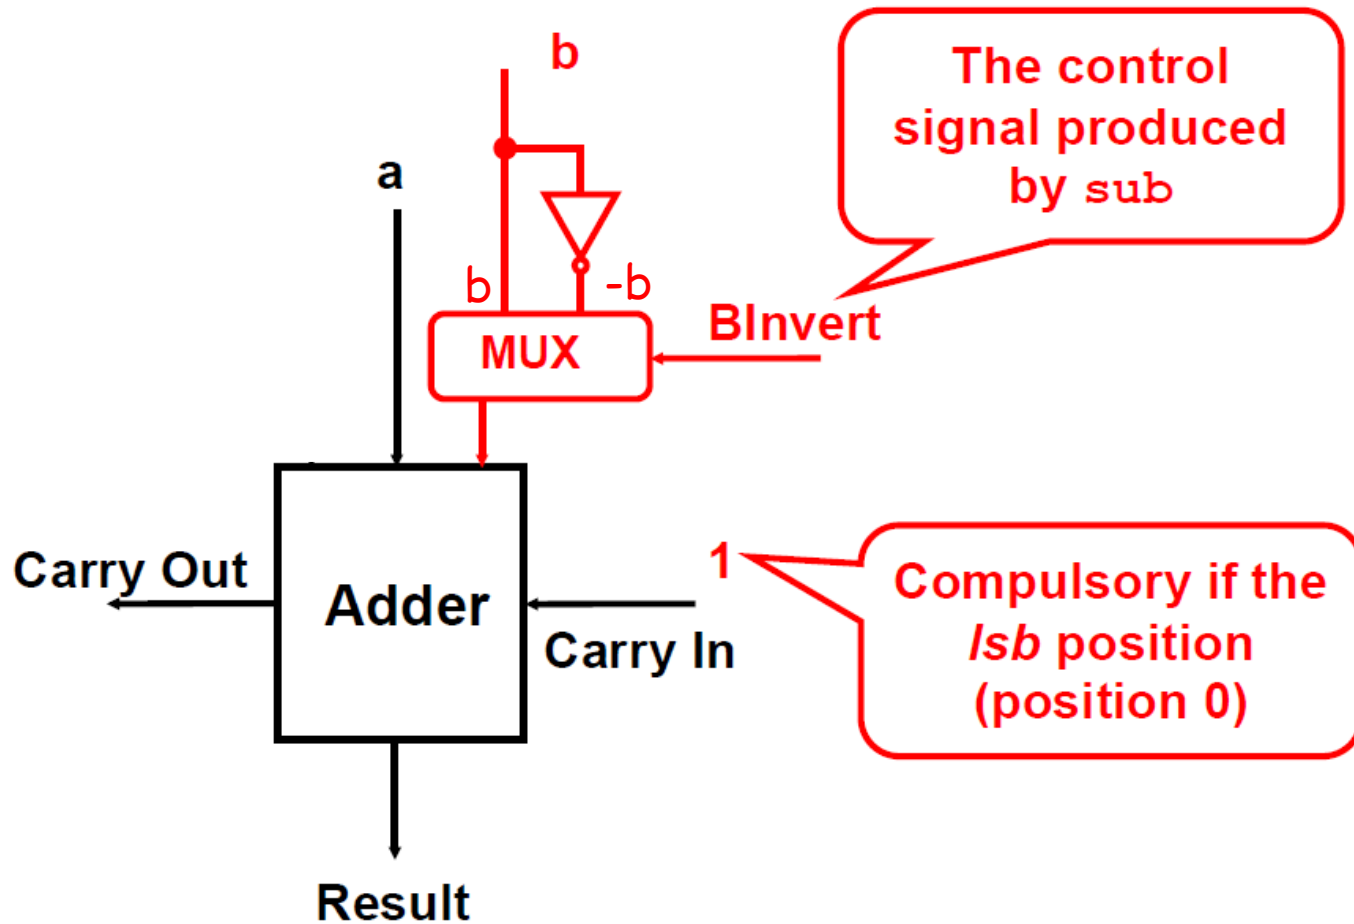 b
The control
signal produced
by sub
a
b
-b
BInvert
MUX
Carry Out
Adder
1
Carry In
Compulsory if the
lsb position
(position 0)
Result